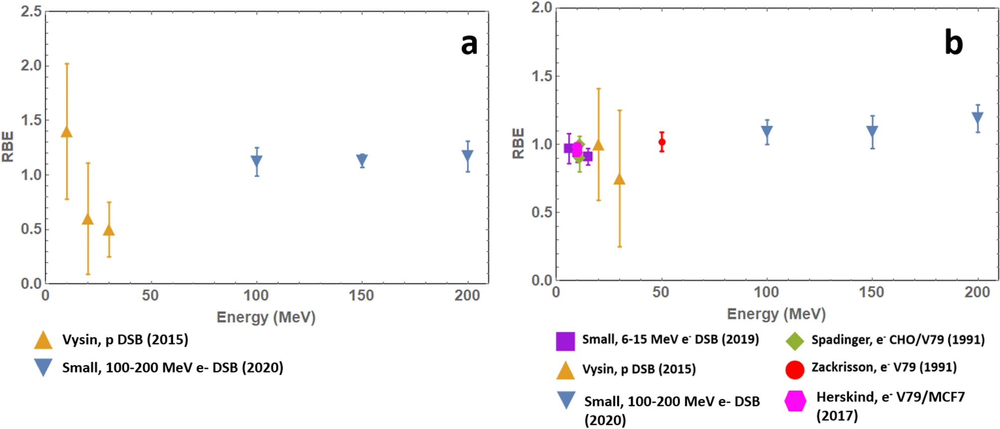 2.5
2.0
1.5
1.0
0.5
0.0
RBE
0 50 100 150 200
Energy (MeV)
a
Vysin, p DSB (2015)
Small, 100-200 MeV e- DSB (2020)
2.0
1.5
1.0
0.5
0.0
RBE
0 50 100 150 200
Energy (MeV)
b
Small, 6-15 MeV e⁻ DSB (2019)
Vysin, p DSB (2015)
Small, 100-200 MeV e- DSB
(2020)
Spadinger, e⁻ CHO/V79 (1991)
Zackrisson, e⁻ V79 (1991)
Herskind, e⁻ V79/MCF7
(2017)